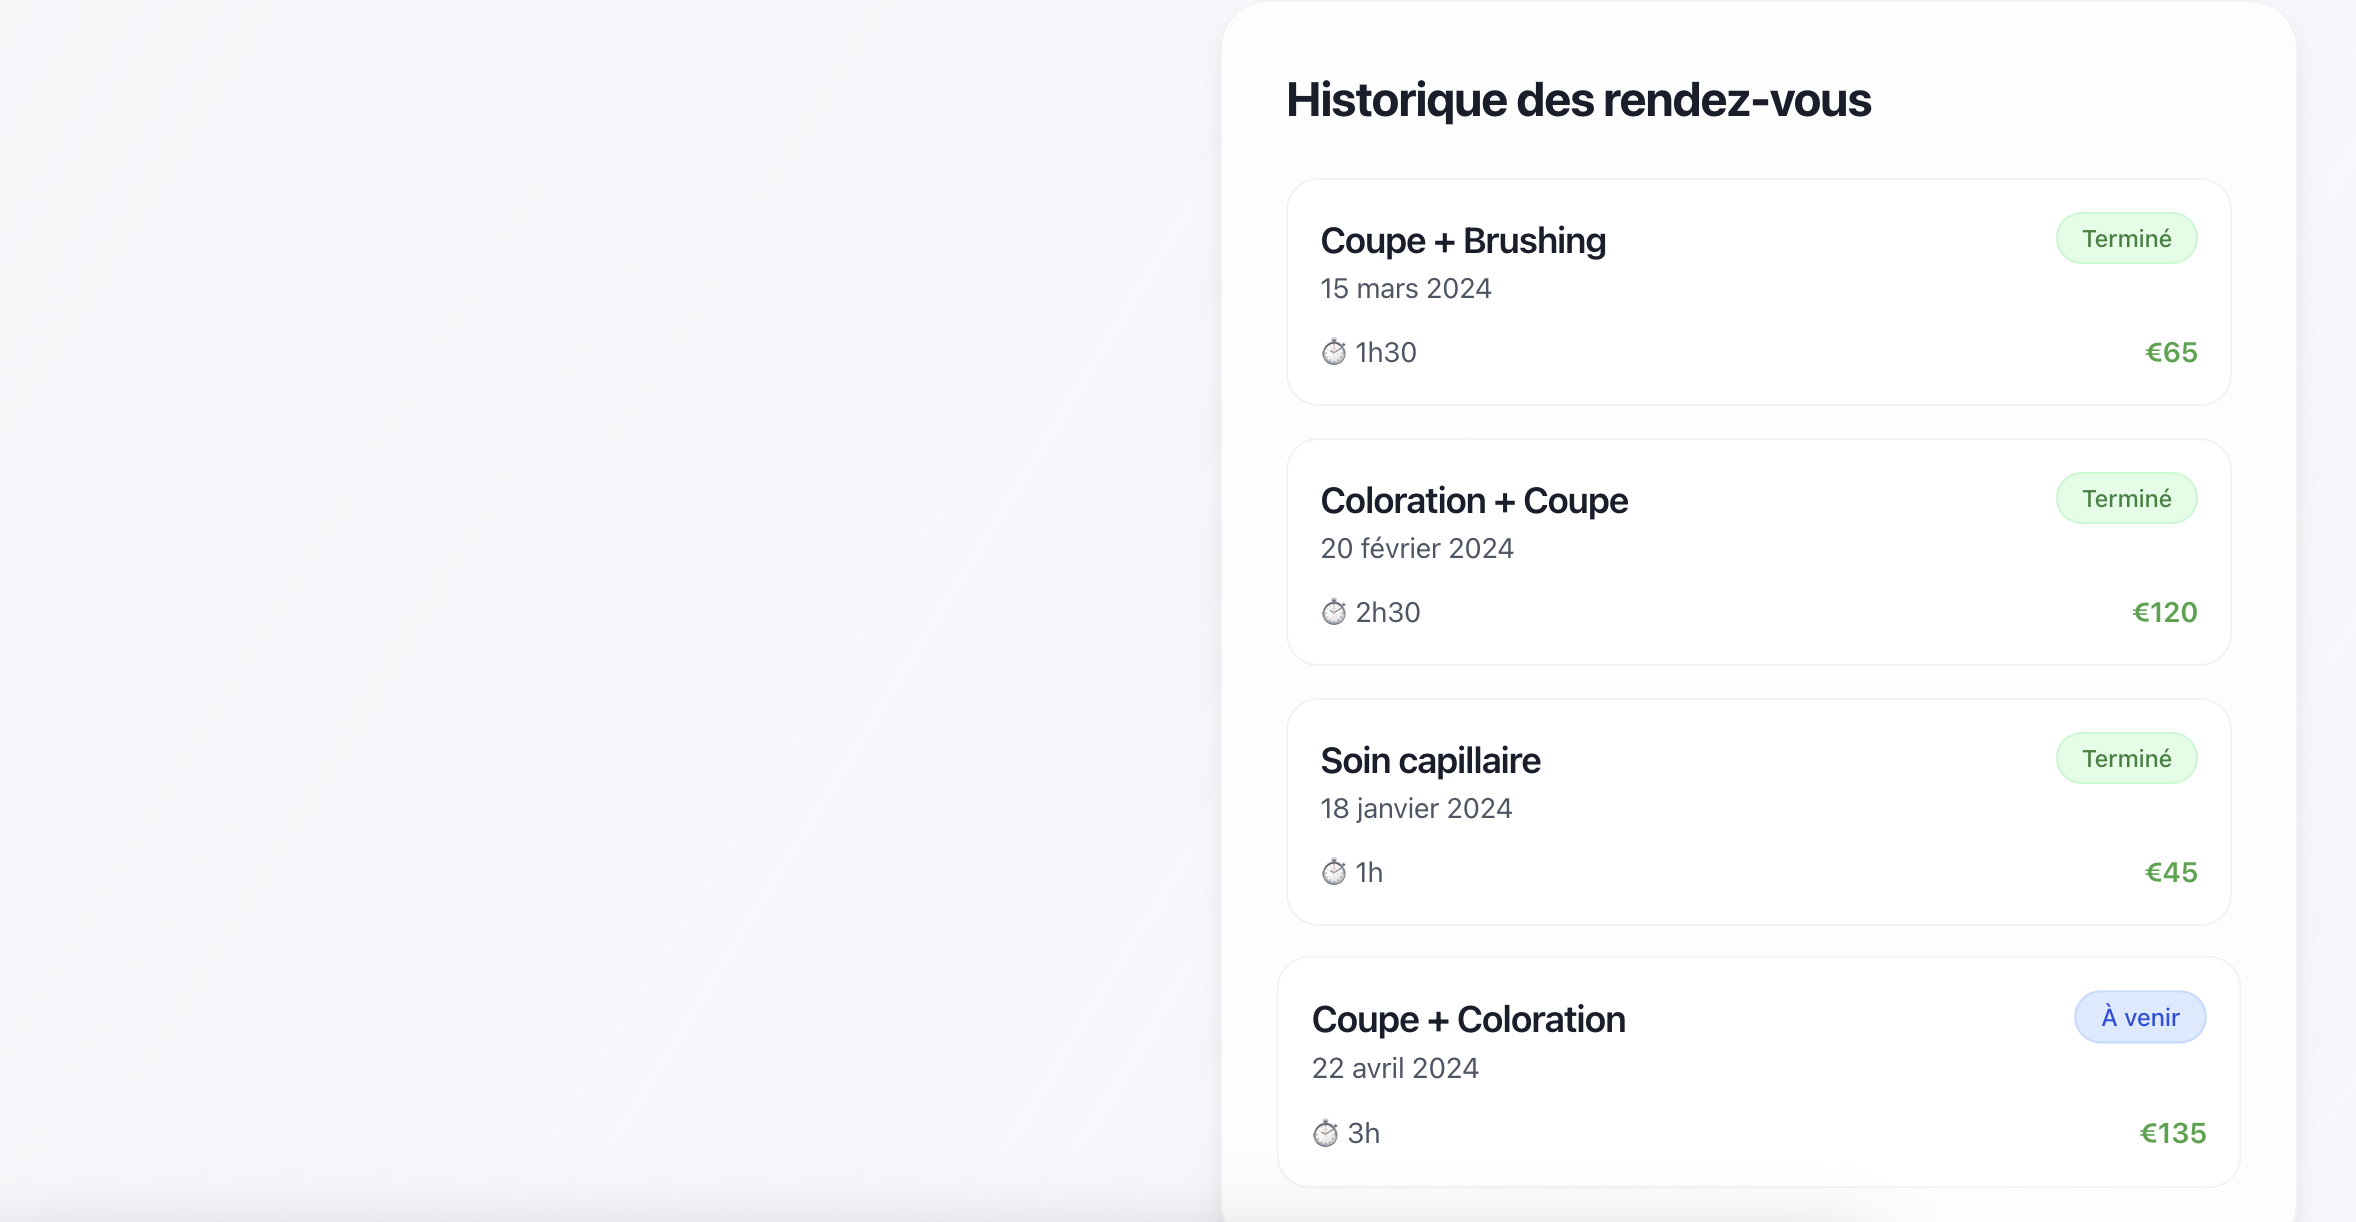 Historique des rendez-vous
Coupe + Brushing
Terminé
15 mars 2024
⏱ 1h30
€65
Coloration + Coupe
Terminé
20 février 2024
⏱ 2h30
€120
Soin capillaire
Terminé
18 janvier 2024
⏱ 1h
€45
Coupe + Coloration
À venir
22 avril 2024
⏱ 3h
€135